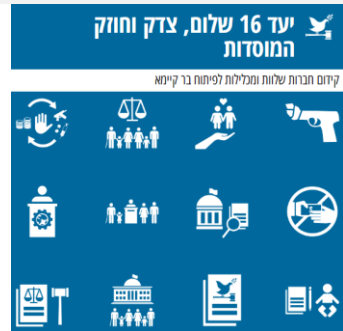 יעד 16 שלום, צדק וחוזק
המוסדות
קידום חברות שלוות ומכלילות לפיתוח בר קיימא